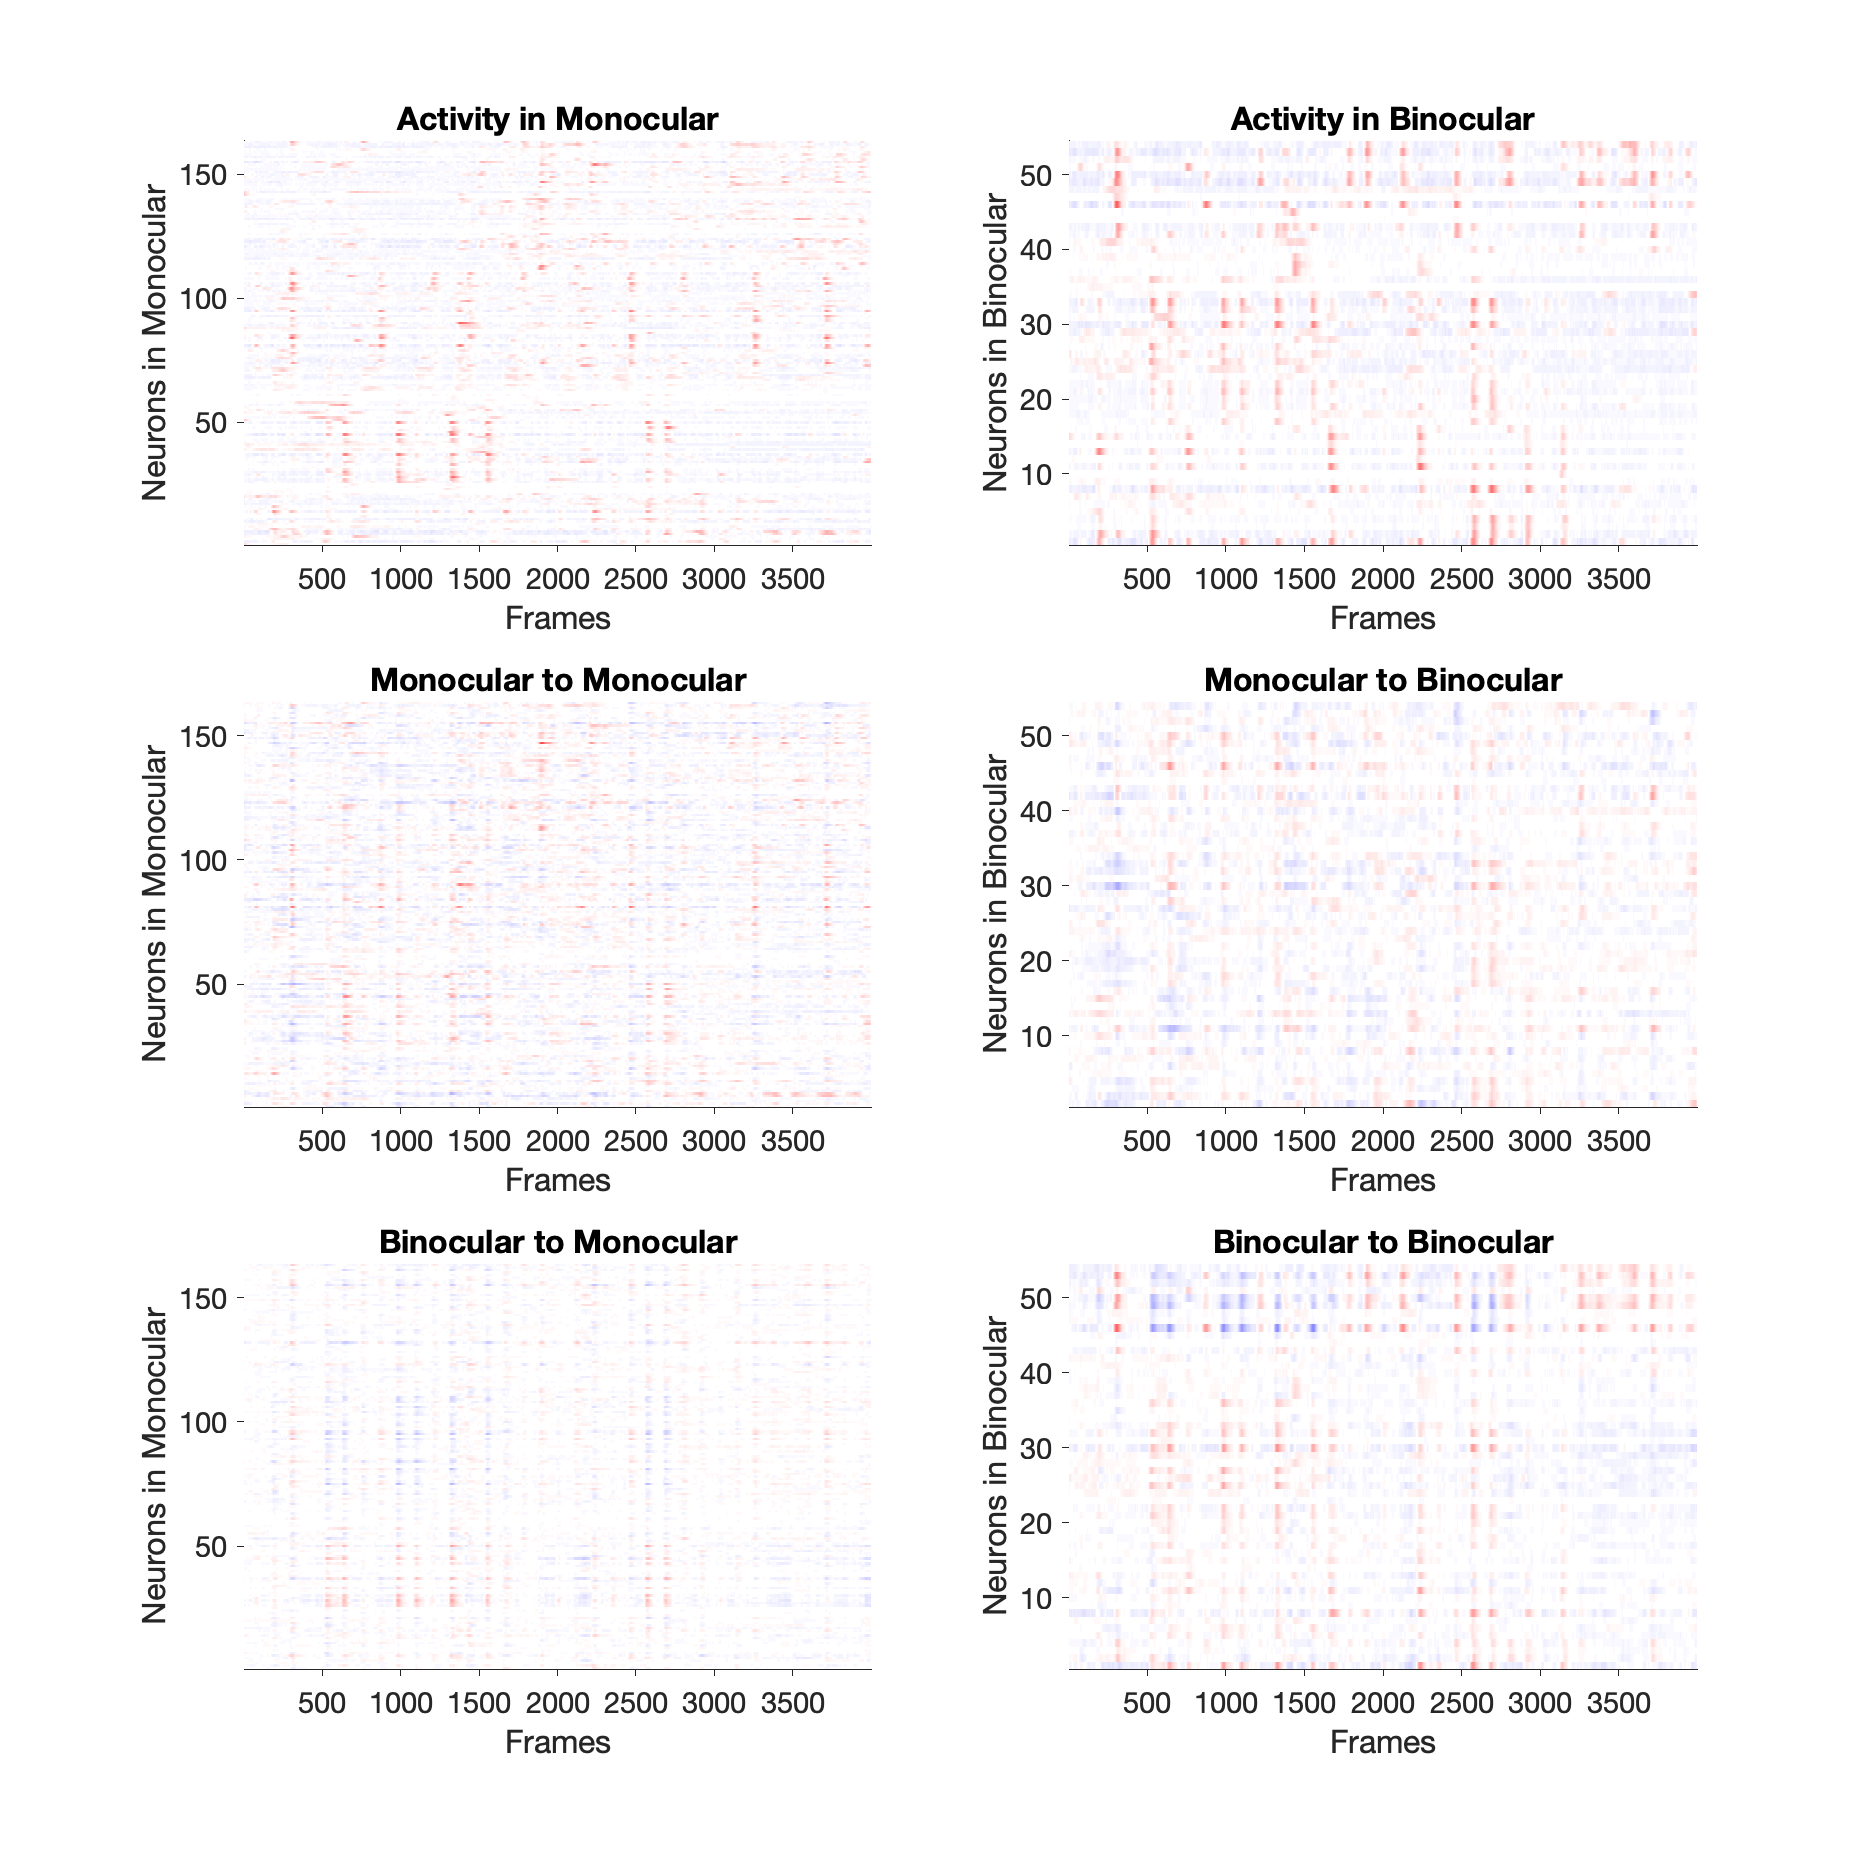 Activity in Monocular
Neurons in Monocular
150
100
50
500 1000 1500 2000 2500 3000 3500
Frames
Activity in Binocular
Neurons in Binocular
50
40
30
20
10
500 1000 1500 2000 2500 3000 3500
Frames
Monocular to Monocular
Neurons in Monocular
150
100
50
500 1000 1500 2000 2500 3000 3500
Frames
Monocular to Binocular
Neurons in Binocular
50
40
30
20
10
500 1000 1500 2000 2500 3000 3500
Frames
Binocular to Monocular
Neurons in Monocular
150
100
50
500 1000 1500 2000 2500 3000 3500
Frames
Binocular to Binocular
Neurons in Binocular
50
40
30
20
10
500 1000 1500 2000 2500 3000 3500
Frames